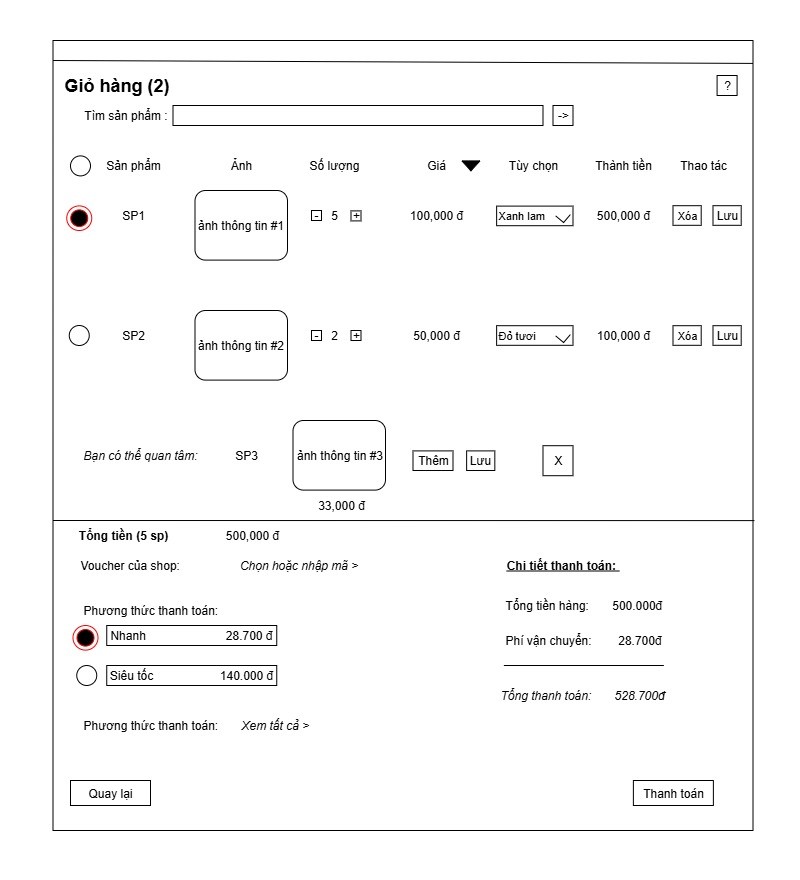 Giỏ hàng (2) ?
Tìm sản phẩm : ->
Sản phẩm Ảnh Số lượng Giá Tùy chọn Thành tiền Thao tác
SP1 ảnh thông tin #1 - 5 + 100,000 đ Xanh lam 500,000 đ Xóa Lưu
SP2 ảnh thông tin #2 - 2 + 50,000 đ Đỏ tươi 100,000 đ Xóa Lưu
Bạn có thể quan tâm: SP3 ảnh thông tin #3 Thêm Lưu X
33,000 đ
Tổng tiền (5 sp) 500,000 đ
Voucher của shop: Chọn hoặc nhập mã >
Phương thức thanh toán:
Nhanh 28.700 đ
Siêu tốc 140.000 đ
Phương thức thanh toán: Xem tất cả >
Chi tiết thanh toán:
Tổng tiền hàng: 500.000đ
Phí vận chuyển: 28.700đ
Tổng thanh toán: 528.700đ
Quay lại Thanh toán